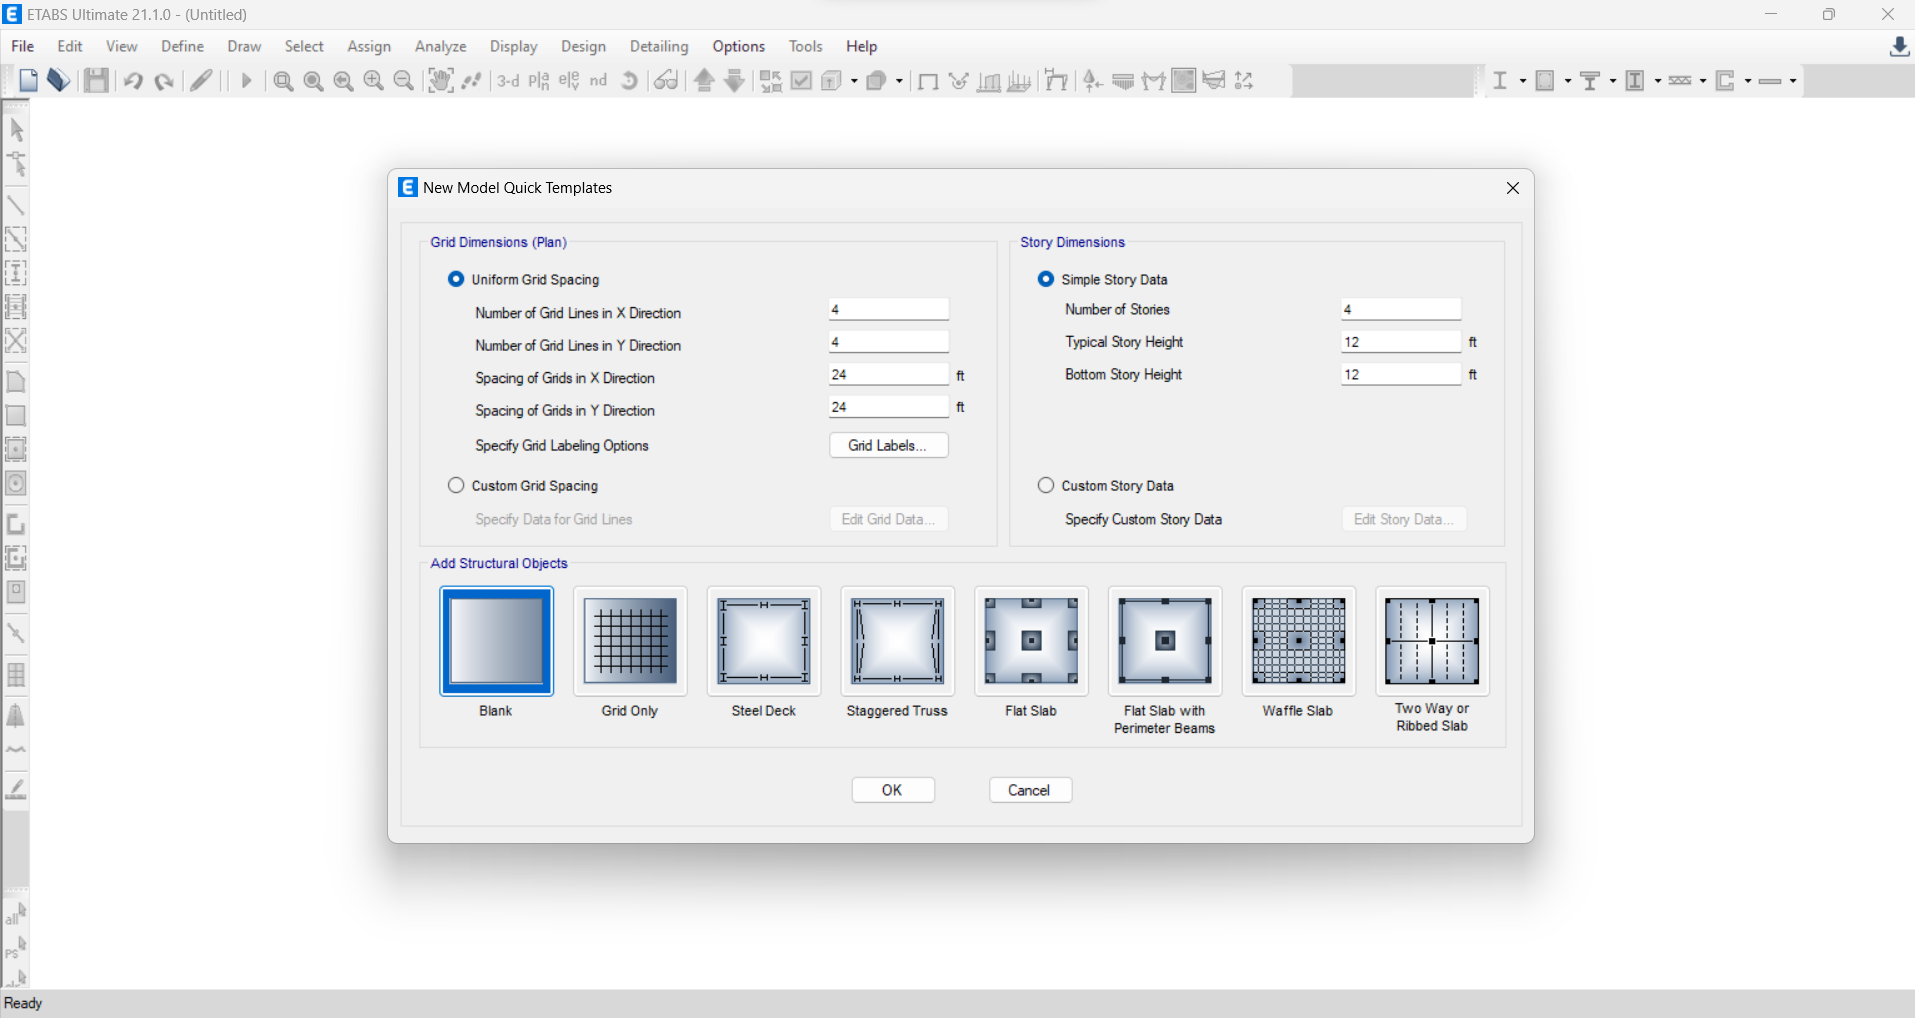 ETABS Ultimate 21.1.0 - (Untitled)
File Edit View Define Draw Select Assign Analyze Display Design Detailing Options Tools Help
3-d pla̲n ele̲v nd
New Model Quick Templates
Grid Dimensions (Plan)
Uniform Grid Spacing
Number of Grid Lines in X Direction 4
Number of Grid Lines in Y Direction 4
Spacing of Grids in X Direction 24 ft
Spacing of Grids in Y Direction 24 ft
Specify Grid Labeling Options Grid Labels...
Custom Grid Spacing
Specify Data for Grid Lines Edit Grid Data...
Story Dimensions
Simple Story Data
Number of Stories 4
Typical Story Height 12 ft
Bottom Story Height 12 ft
Custom Story Data
Specify Custom Story Data Edit Story Data...
Add Structural Objects
Blank
Grid Only
Steel Deck
Staggered Truss
Flat Slab
Flat Slab with
Perimeter Beams
Waffle Slab
Two Way or
Ribbed Slab
OK Cancel
all
PS
Ready